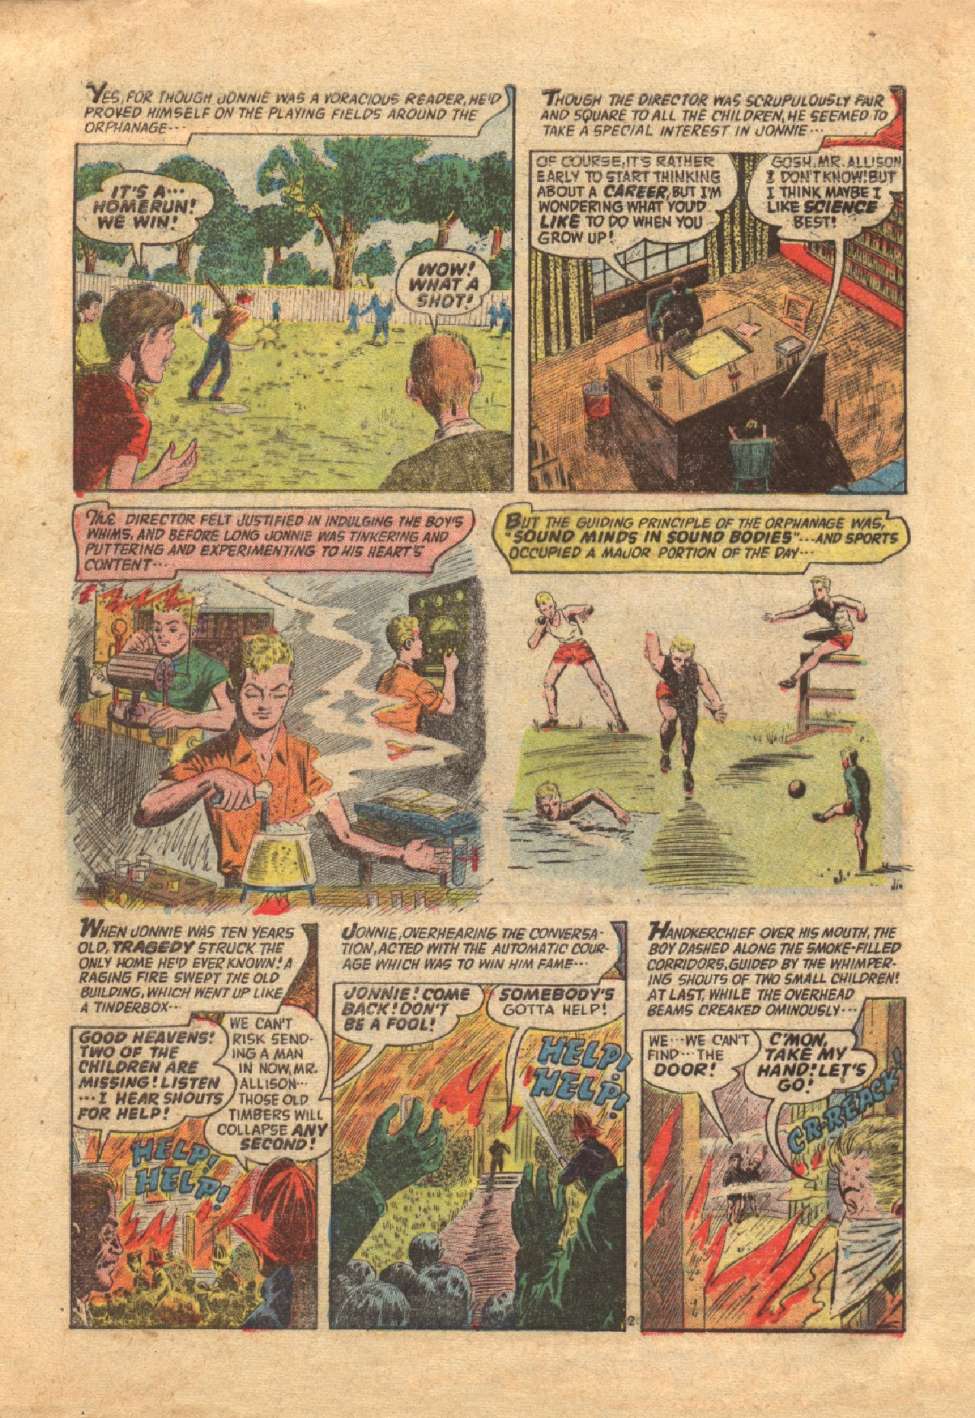 YES, FOR THOUGH JONNIE WAS A VORACIOUS READER, HE'D
PROVED HIMSELF ON THE PLAYING FIELDS AROUND THE
ORPHANAGE---
IT'S A---
HOMERUN!
WE WIN!
WOW!
WHAT A
SHOT!
THOUGH THE DIRECTOR WAS SCRUPULOUSLY FAIR
AND SQUARE TO ALL THE CHILDREN, HE SEEMED TO
TAKE A SPECIAL INTEREST IN JONNIE---
OF COURSE, IT'S RATHER
EARLY TO START THINKING
ABOUT A CAREER, BUT I'M
WONDERING WHAT YOU'D
LIKE TO DO WHEN YOU
GROW UP!
GOSH, MR. ALLISON
I DON'T KNOW! BUT
I THINK MAYBE I
LIKE SCIENCE
BEST!
THE DIRECTOR FELT JUSTIFIED IN INDULGING THE BOY'S
WHIMS, AND BEFORE LONG JONNIE WAS TINKERING AND
PUTTERING AND EXPERIMENTING TO HIS HEART'S
CONTENT---
BUT THE GUIDING PRINCIPLE OF THE ORPHANAGE WAS,
"SOUND MINDS IN SOUND BODIES"---AND SPORTS
OCCUPIED A MAJOR PORTION OF THE DAY---
WHEN JONNIE WAS TEN YEARS
OLD, TRAGEDY STRUCK THE
ONLY HOME HE'D EVER KNOWN! A
RAGING FIRE SWEPT THE OLD
BUILDING, WHICH WENT UP LIKE
A TINDERBOX---
GOOD HEAVENS!
TWO OF THE
CHILDREN ARE
MISSING! LISTEN
---I HEAR SHOUTS
FOR HELP!
WE CAN'T
RISK SEND-
ING A MAN
IN NOW, MR.
ALLISON---
THOSE OLD
TIMBERS WILL
COLLAPSE ANY
SECOND!
HELP!
HELP!
JONNIE, OVERHEARING THE CONVERSA-
TION, ACTED WITH THE AUTOMATIC COUR-
AGE WHICH WAS TO WIN HIM FAME---
JONNIE! COME
BACK! DON'T
BE A FOOL!
SOMEBODY'S
GOTTA HELP!
HELP!
HELP!
2
HANDKERCHIEF OVER HIS MOUTH, THE
BOY DASHED ALONG THE SMOKE-FILLED
CORRIDORS, GUIDED BY THE WHIMPER-
ING SHOUTS OF TWO SMALL CHILDREN!
AT LAST, WHILE THE OVERHEAD
BEAMS CREAKED OMINOUSLY---
WE---WE CAN'T
FIND---THE
DOOR!
C'MON,
TAKE MY
HAND! LET'S
GO!
CR-REACK!